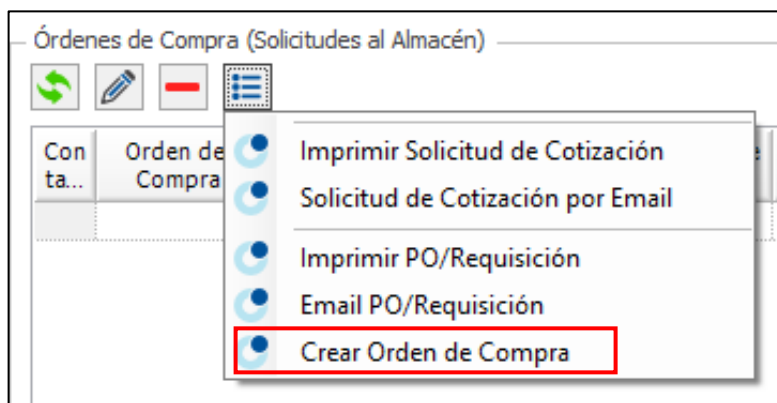 Órdenes de Compra (Solicitudes al Almacén)
Con
ta...
Orden de
Compra
Imprimir Solicitud de Cotización
Solicitud de Cotización por Email
Imprimir PO/Requisición
Email PO/Requisición
Crear Orden de Compra